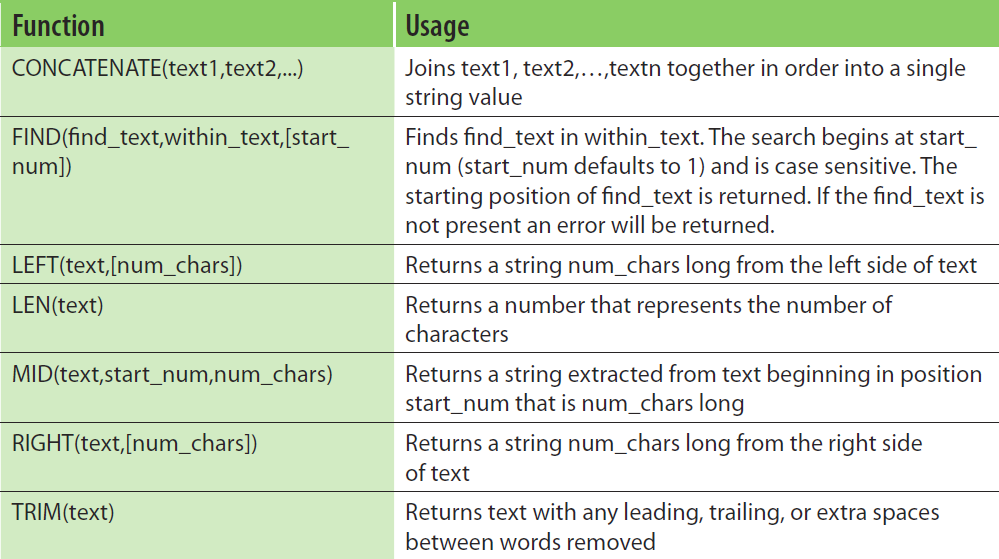 Function Usage
CONCATENATE(text1,text2,...) Joins text1, text2,…,textn together in order into a single
string value
FIND(find_text,within_text,[start_ Finds find_text in within_text. The search begins at start_
num]) num (start_num defaults to 1) and is case sensitive. The
starting position of find_text is returned. If the find_text is
not present an error will be returned.
LEFT(text,[num_chars]) Returns a string num_chars long from the left side of text
LEN(text) Returns a number that represents the number of
characters
MID(text,start_num,num_chars) Returns a string extracted from text beginning in position
start_num that is num_chars long
RIGHT(text,[num_chars]) Returns a string num_chars long from the right side
of text
TRIM(text) Returns text with any leading, trailing, or extra spaces
between words removed